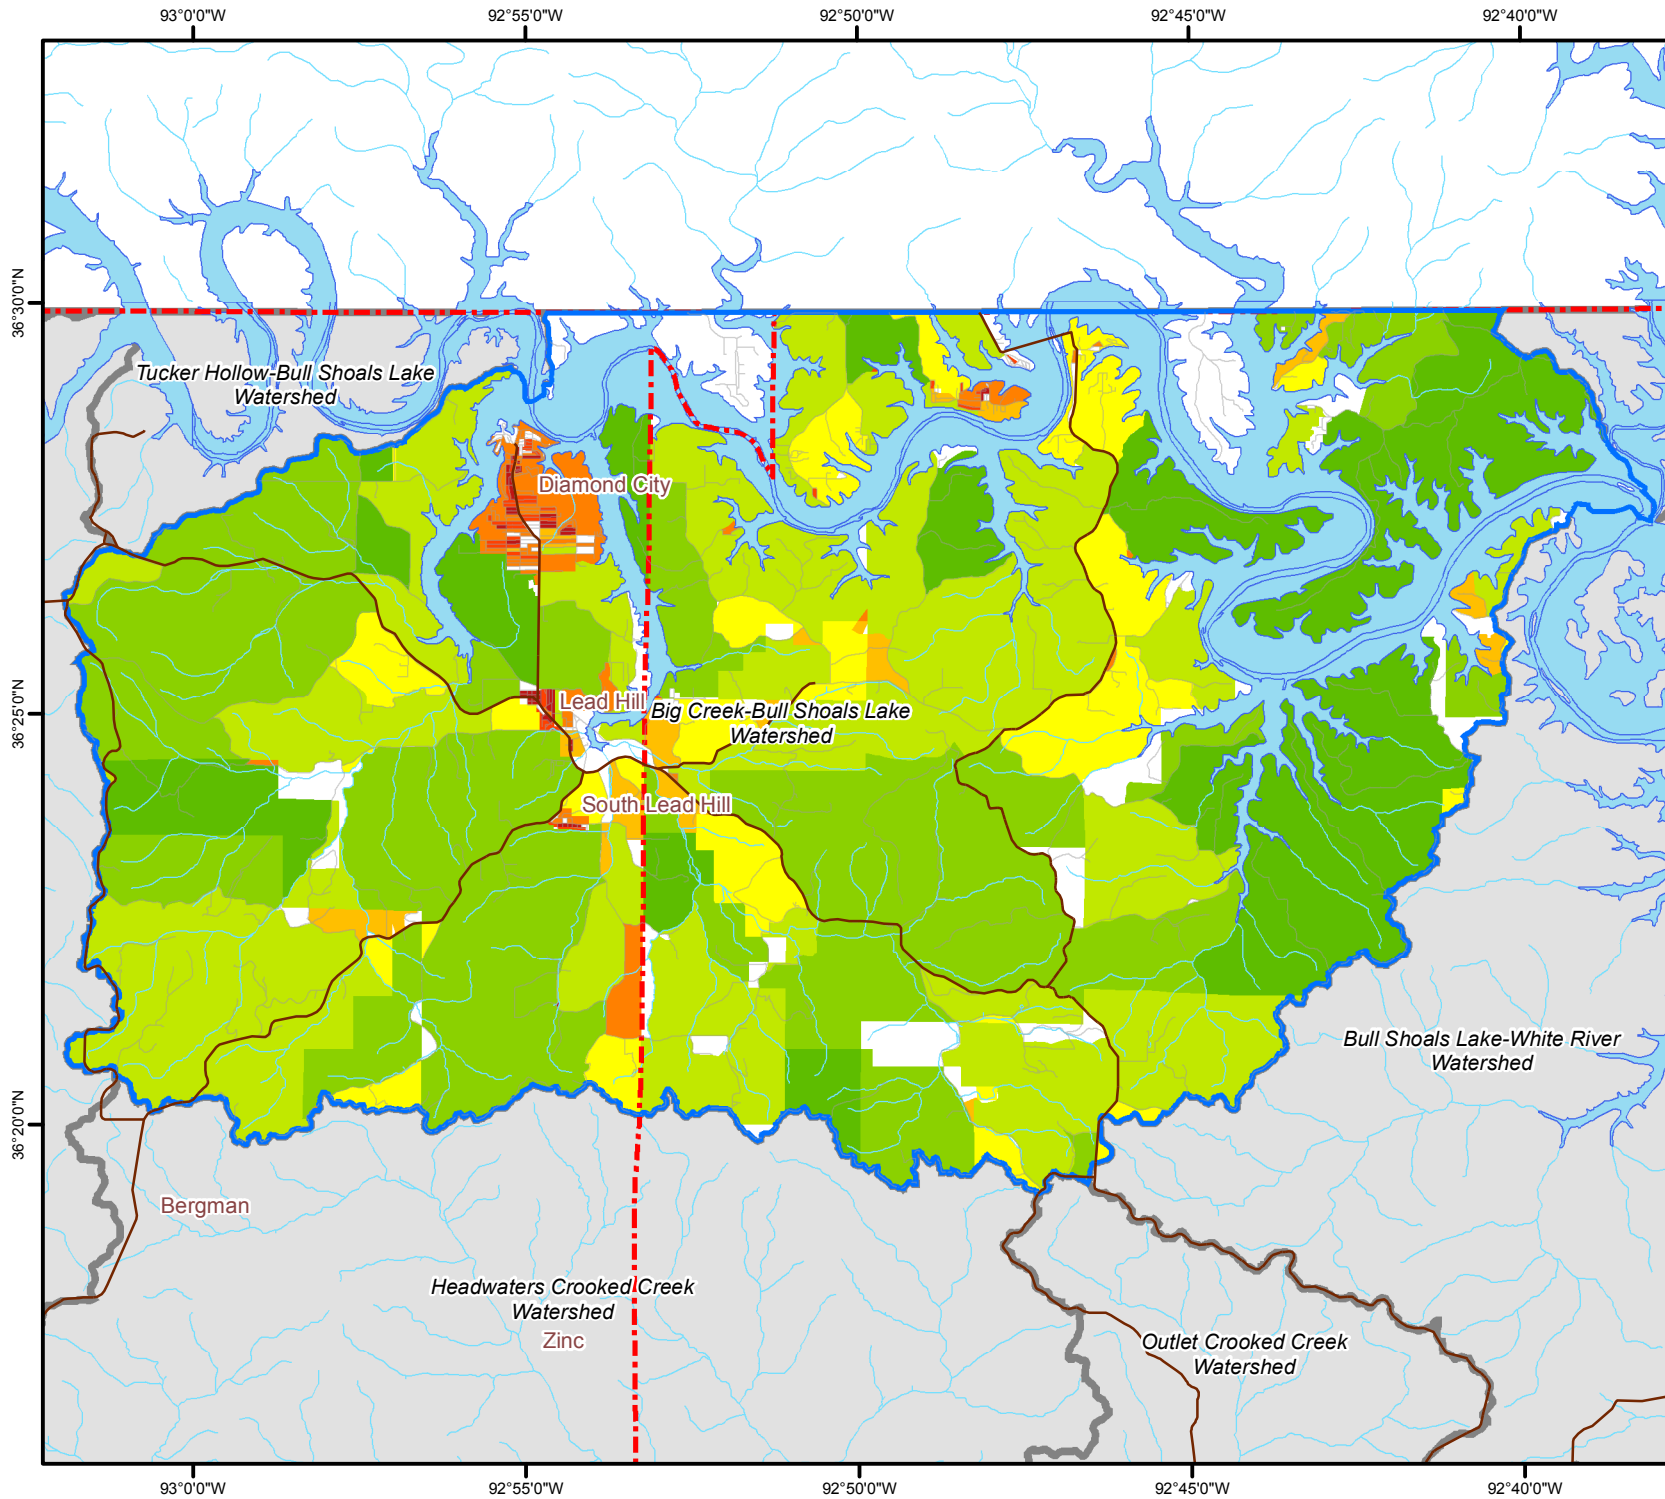 93°0'0"W 92°55'0"W 92°50'0"W 92°45'0"W 92°40'0"W
36°30'0"N
Tucker Hollow-Bull Shoals Lake
Watershed
Diamond City
Lead Hill
36°25'0"N
Big Creek-Bull Shoals Lake
Watershed
South Lead Hill
Bull Shoals Lake-White River
Watershed
36°20'0"N
Bergman
Headwaters Crooked Creek
Watershed
Zinc
Outlet Crooked Creek
Watershed
93°0'0"W 92°55'0"W 92°50'0"W 92°45'0"W 92°40'0"W